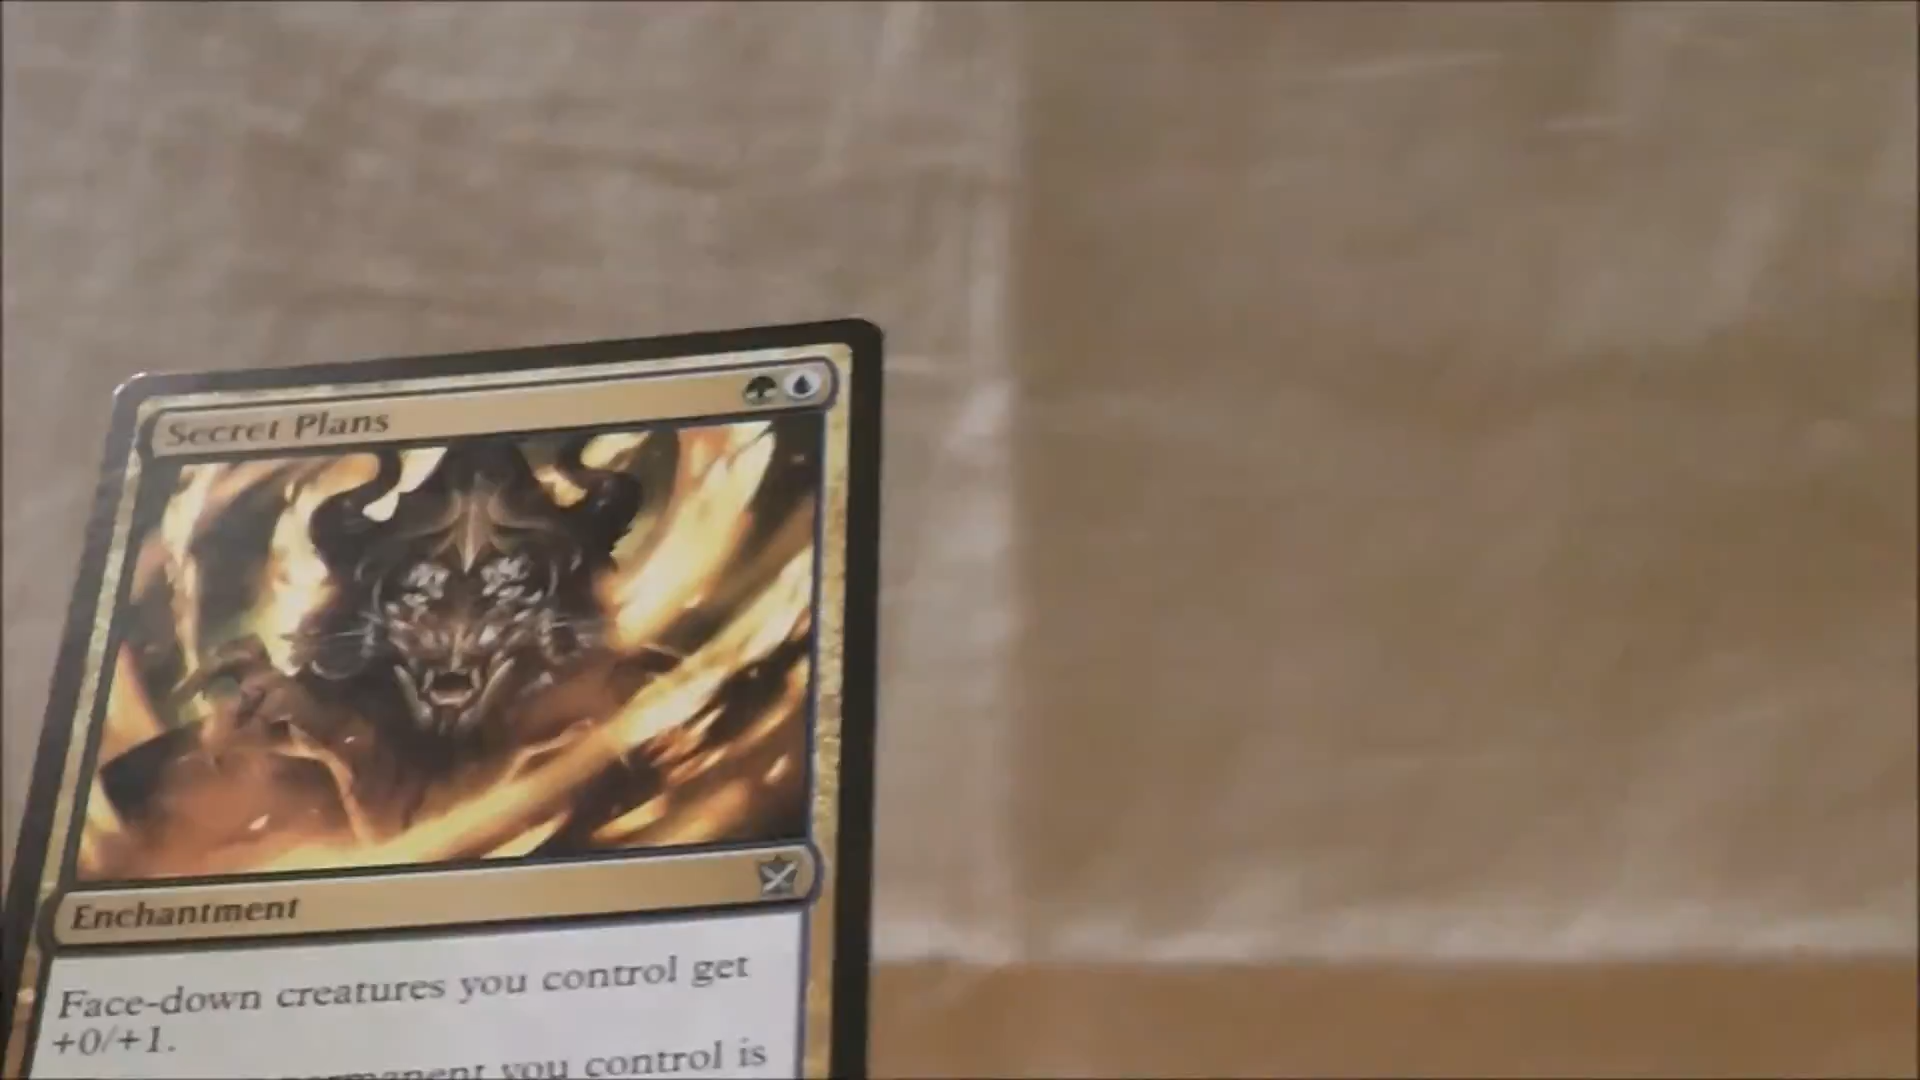 Secret Plans
Enchantment
Face-down creatures you control get
+0/+1.
permanent you control is